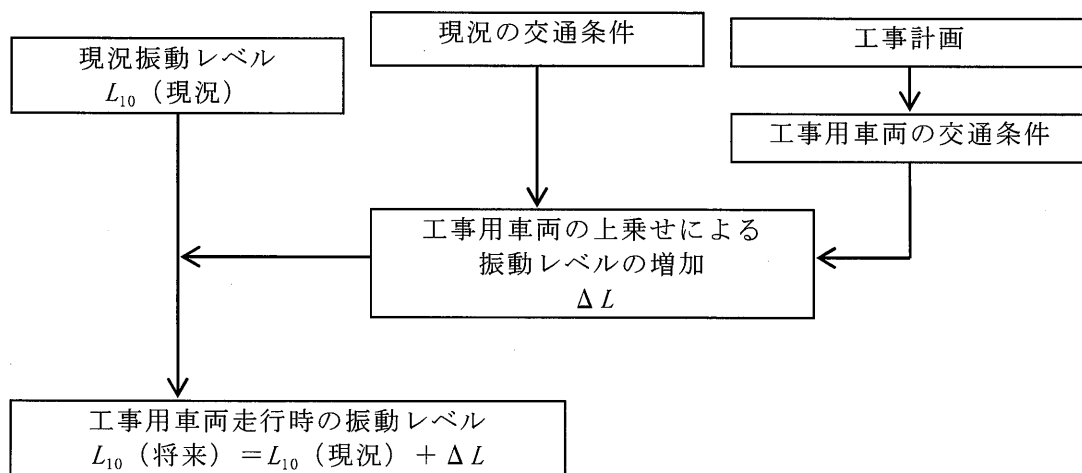 現況振動レベル
L₁₀（現況）
現況の交通条件
工事計画
工事用車両の交通条件
工事用車両の上乗せによる
振動レベルの増加
Δ L
工事用車両走行時の振動レベル
L₁₀（将来）＝L₁₀（現況）＋Δ L